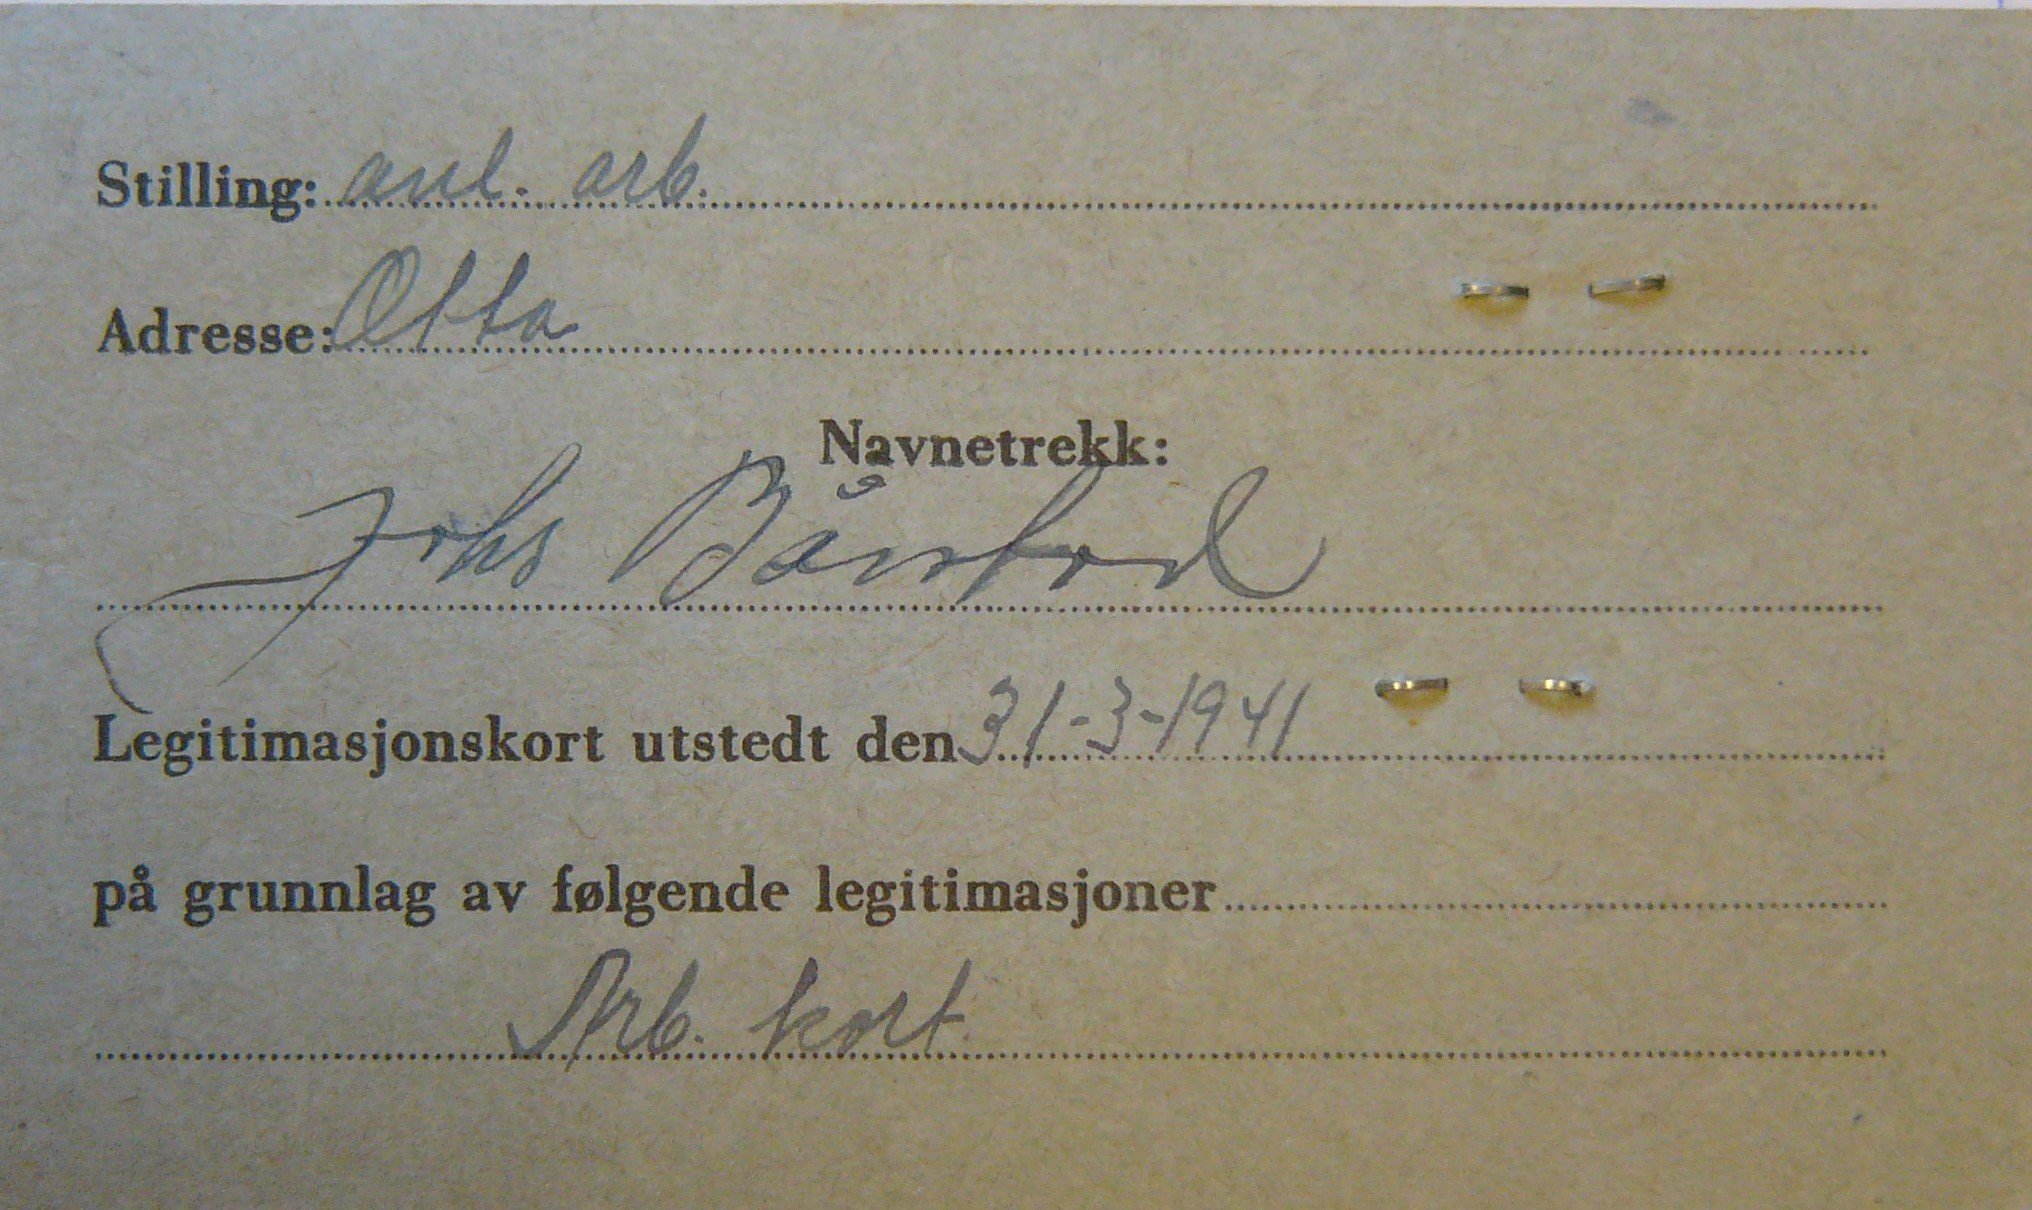 Stilling: anl. arb.
Adresse: Otta
Navnetrekk:
Johs Bånstad
Legitimasjonskort utstedt den 31-3-1941
på grunnlag av følgende legitimasjoner
Arb. kort